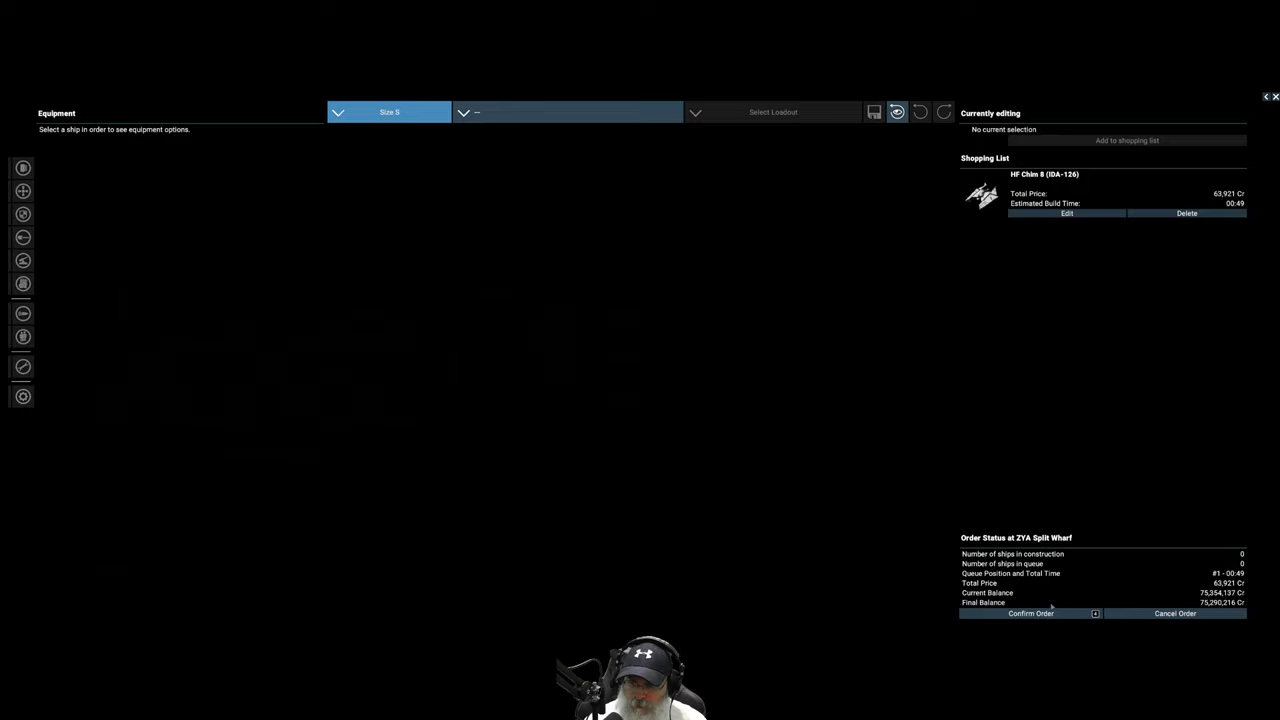 Equipment
Select a ship in order to see equipment options.
Size S
—
Select Loadout
Currently editing
No current selection
Add to shopping list
Shopping List
HF Chim 8 (IDA-126)
Total Price: 63,921 Cr
Estimated Build Time: 00:49
Edit Delete
Order Status at ZYA Split Wharf
Number of ships in construction 0
Number of ships in queue 0
Queue Position and Total Time #1 - 00:49
Total Price 63,921 Cr
Current Balance 75,354,137 Cr
Final Balance 75,290,216 Cr
Confirm Order Cancel Order